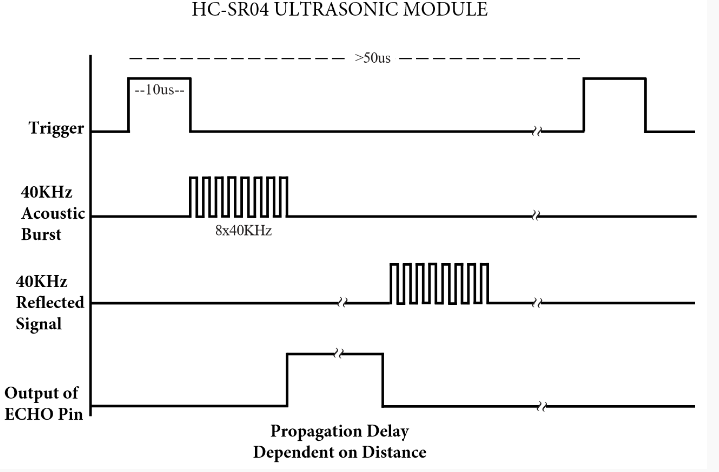 HC-SR04 ULTRASONIC MODULE
>50us
--10us--
Trigger
40KHz
Acoustic
Burst
8x40KHz
40KHz
Reflected
Signal
Output of
ECHO Pin
Propagation Delay
Dependent on Distance